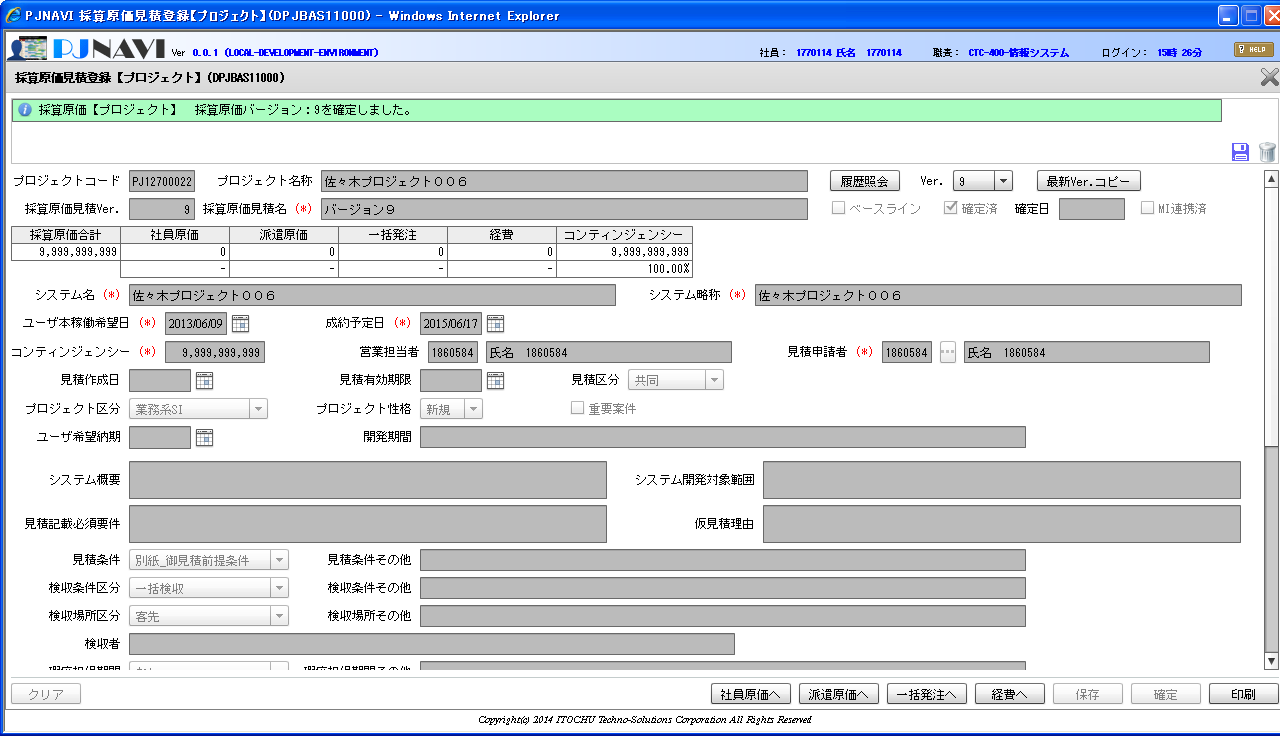 PJNAVI 採算原価見積登録【プロジェクト】(DPJBAS11000) - Windows Internet Explorer
PJNAVI Ver 0.0.1 (LOCAL-DEVELOPMENT-ENVIRONMENT) 社員： 1770114 氏名 1770114 職責： CTC-400-情報システム ログイン： 15時 26分 ? HELP
採算原価見積登録【プロジェクト】(DPJBAS11000)
採算原価【プロジェクト】 採算原価バージョン：9を確定しました。
プロジェクトコード PJ12700022 プロジェクト名称 佐々木プロジェクト００６ 履歴照会 Ver. 9 最新Ver.コピー
採算原価見積Ver. 9 採算原価見積名 (*) バージョン９ ベースライン 確定済 確定日 MI連携済
採算原価合計 社員原価 派遣原価 一括発注 経費 コンティンジェンシー
9,999,999,999 0 0 0 0 9,999,999,999
- - - - 100.00%
システム名 (*) 佐々木プロジェクト００６ システム略称 (*) 佐々木プロジェクト００６
ユーザ本稼働希望日 (*) 2013/06/09 成約予定日 (*) 2015/06/17
コンティンジェンシー (*) 9,999,999,999 営業担当者 1860584 氏名 1860584 見積申請者 (*) 1860584 ... 氏名 1860584
見積作成日 見積有効期限 見積区分 共同
プロジェクト区分 業務系SI プロジェクト性格 新規 重要案件
ユーザ希望納期 開発期間
システム概要 システム開発対象範囲
見積記載必須要件 仮見積理由
見積条件 別紙_御見積前提条件 見積条件その他
検収条件区分 一括検収 検収条件その他
検収場所区分 客先 検収場所その他
検収者
クリア 社員原価へ 派遣原価へ 一括発注へ 経費へ 保存 確定 印刷
Copyright(c) 2014 ITOCHU Techno-Solutions Corporation All Rights Reserved